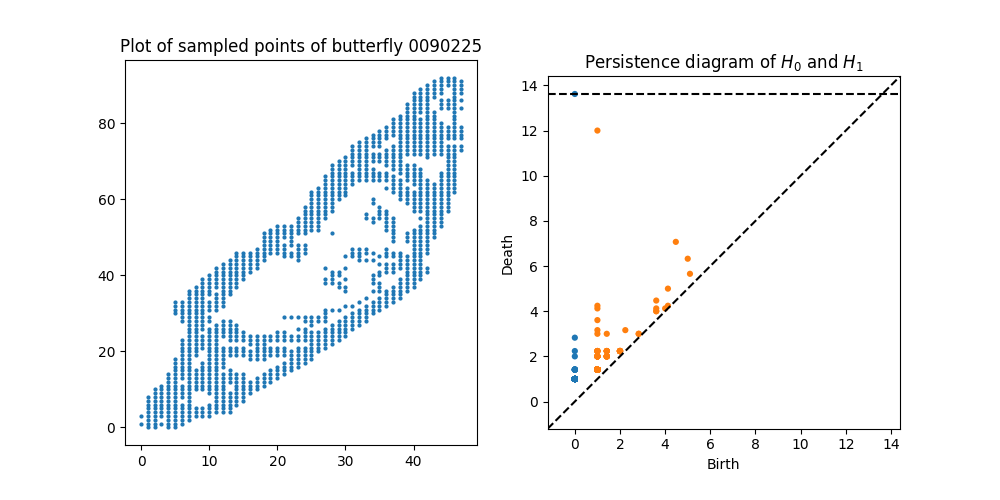 Plot of sampled points of butterfly 0090225
80
60
40
20
0
0 10 20 30 40
Persistence diagram of H₀ and H₁
14
12
10
8
6
4
2
0
Death
0 2 4 6 8 10 12 14
Birth